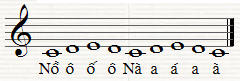 Nồ ô ố ô Nà a á a à